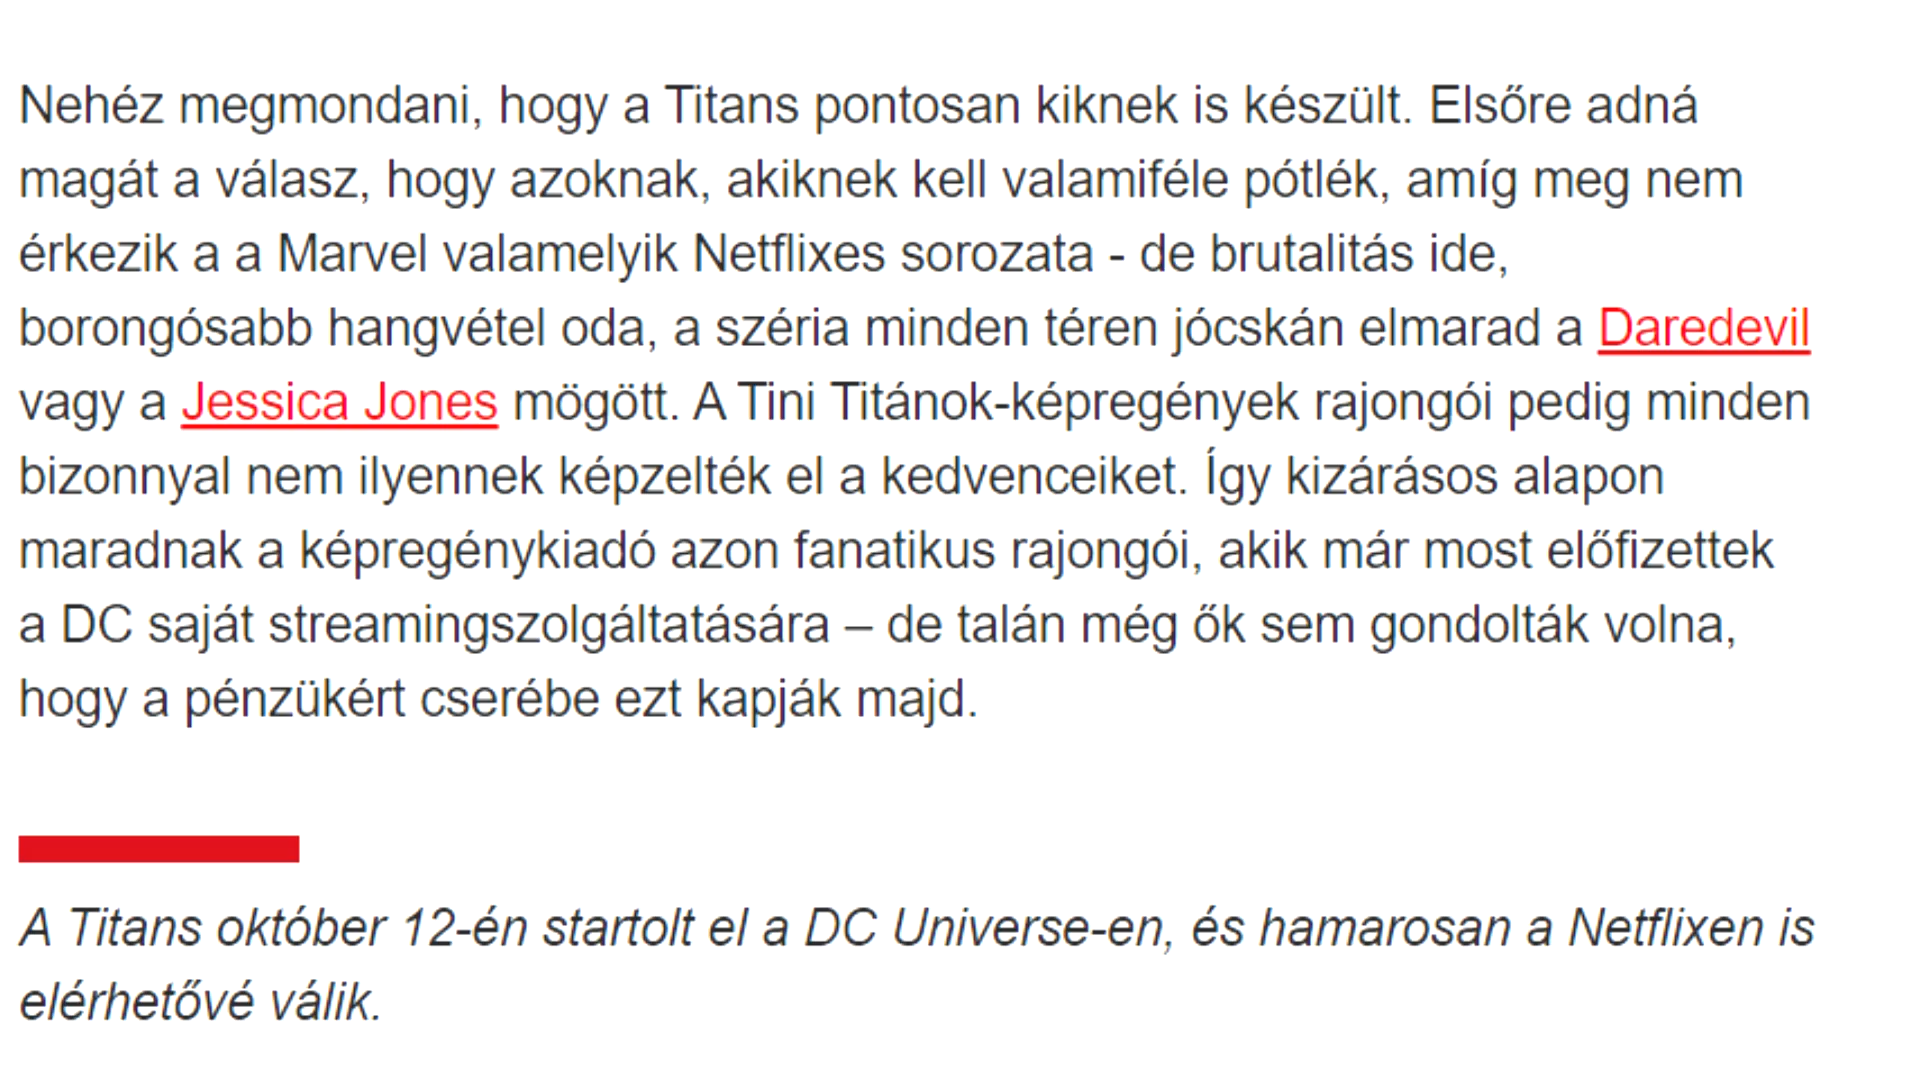 Nehéz megmondani, hogy a Titans pontosan kiknek is készült. Elsőre adná
magát a válasz, hogy azoknak, akiknek kell valamiféle pótlék, amíg meg nem
érkezik a a Marvel valamelyik Netflixes sorozata - de brutalitás ide,
borongósabb hangvétel oda, a széria minden téren jócskán elmarad a Daredevil
vagy a Jessica Jones mögött. A Tini Titánok-képregények rajongói pedig minden
bizonnyal nem ilyennek képzelték el a kedvenceiket. Így kizárásos alapon
maradnak a képregénykiadó azon fanatikus rajongói, akik már most előfizettek
a DC saját streamingszolgáltatására – de talán még ők sem gondolták volna,
hogy a pénzükért cserébe ezt kapják majd.
A Titans október 12-én startolt el a DC Universe-en, és hamarosan a Netflixen is
elérhetővé válik.